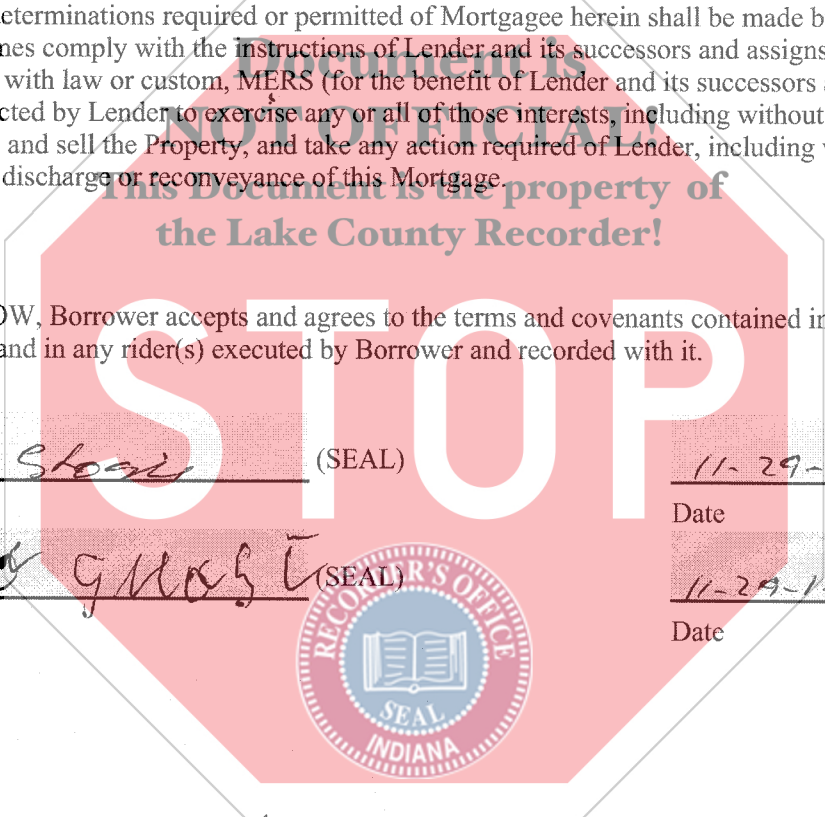 eterminations required or permitted of Mortgagee herein shall be made b
nes comply with the instructions of Lender and its successors and assigns
Document is
with law or custom, MERS (for the benefit of Lender and its successors
cted by Lender to exercise any or all of those interests, including without
NOT OFFICIAL!
and sell the Property, and take any action required of Lender, including
discharge or reconveyance of this Mortgage.
This Document is the property of
the Lake County Recorder!
OW, Borrower accepts and agrees to the terms and covenants contained in
and in any rider(s) executed by Borrower and recorded with it.
STOP
(SEAL) 11-29-
Date
(SEAL) 11-29-1
Date
RECORDER'S OFFICE
SEAL
INDIANA